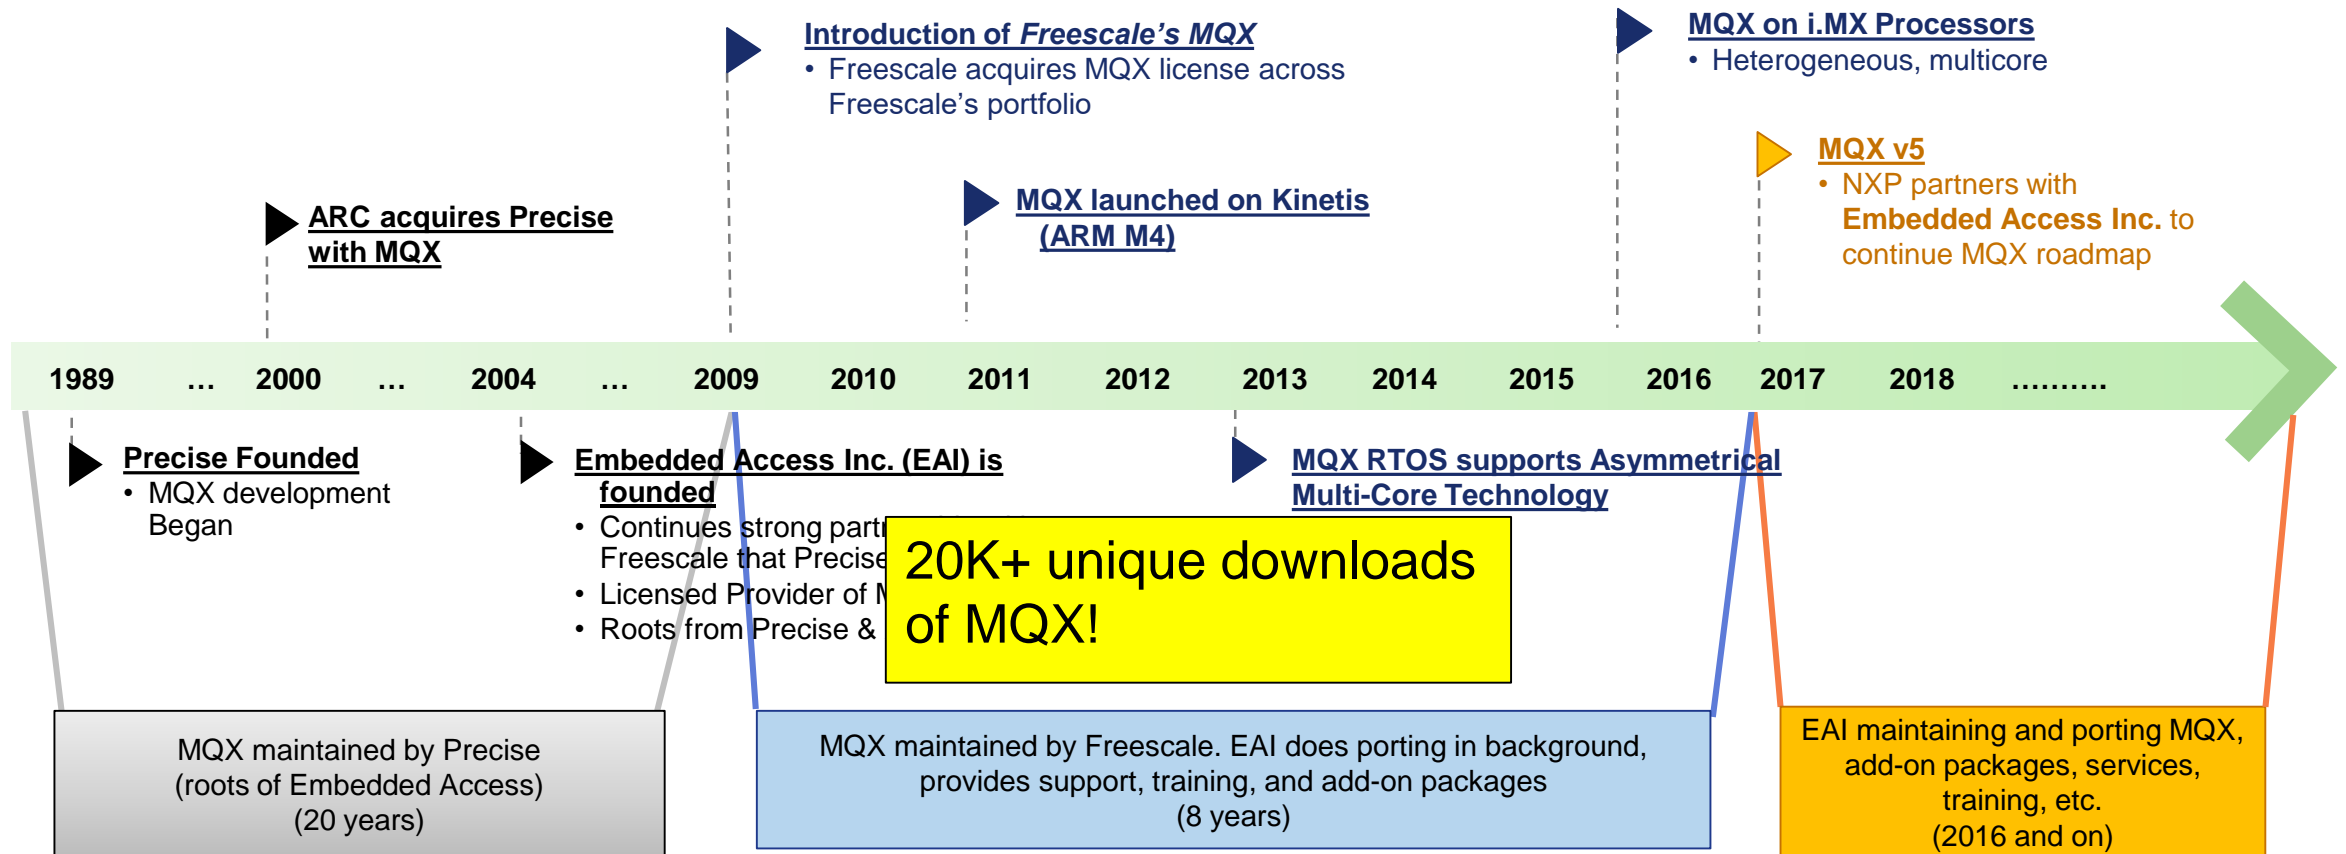 Introduction of Freescale's MQX
• Freescale acquires MQX license across
Freescale's portfolio
MQX on i.MX Processors
• Heterogeneous, multicore
MQX v5
• NXP partners with
Embedded Access Inc. to
continue MQX roadmap
ARC acquires Precise
with MQX
MQX launched on Kinetis
(ARM M4)
1989 … 2000 … 2004 … 2009 2010 2011 2012 2013 2014 2015 2016 2017 2018 ……….
Precise Founded
• MQX development
Began
Embedded Access Inc. (EAI) is
founded
• Continues strong
Freescale that Precise
• Licensed Provider of
• Roots from Precise &
MQX RTOS supports Asymmetrical
Multi-Core Technology
20K+ unique downloads
of MQX!
MQX maintained by Precise
(roots of Embedded Access)
(20 years)
MQX maintained by Freescale. EAI does porting in background,
provides support, training, and add-on packages
(8 years)
EAI maintaining and porting MQX,
add-on packages, services,
training, etc.
(2016 and on)